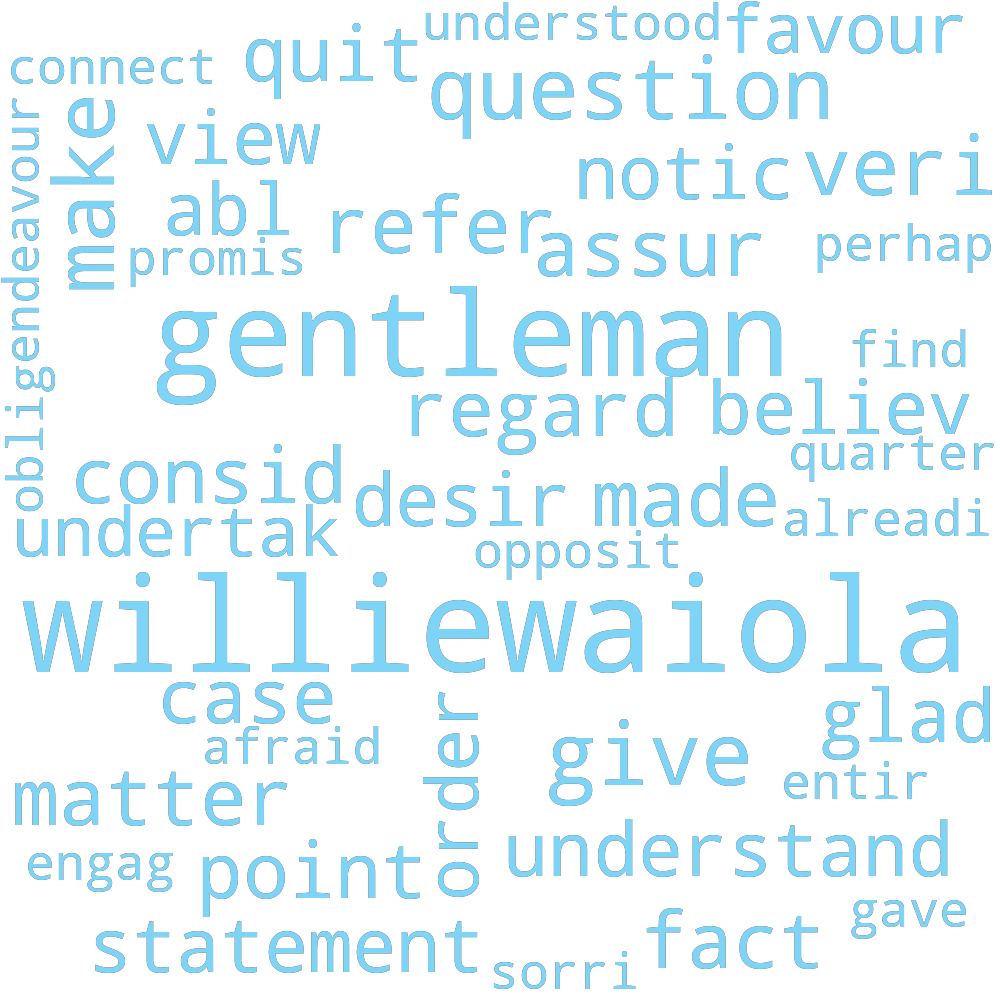 understood favour
connect quit question
endeavour make view notic veri
abl refer assur perhap
promis
gentleman
find
oblig regard believ
quarter
consid desir made alreadi
undertak opposit
williewaiola
case order glad
afraid give entir
matter
engag point understand
gave
statement sorri fact